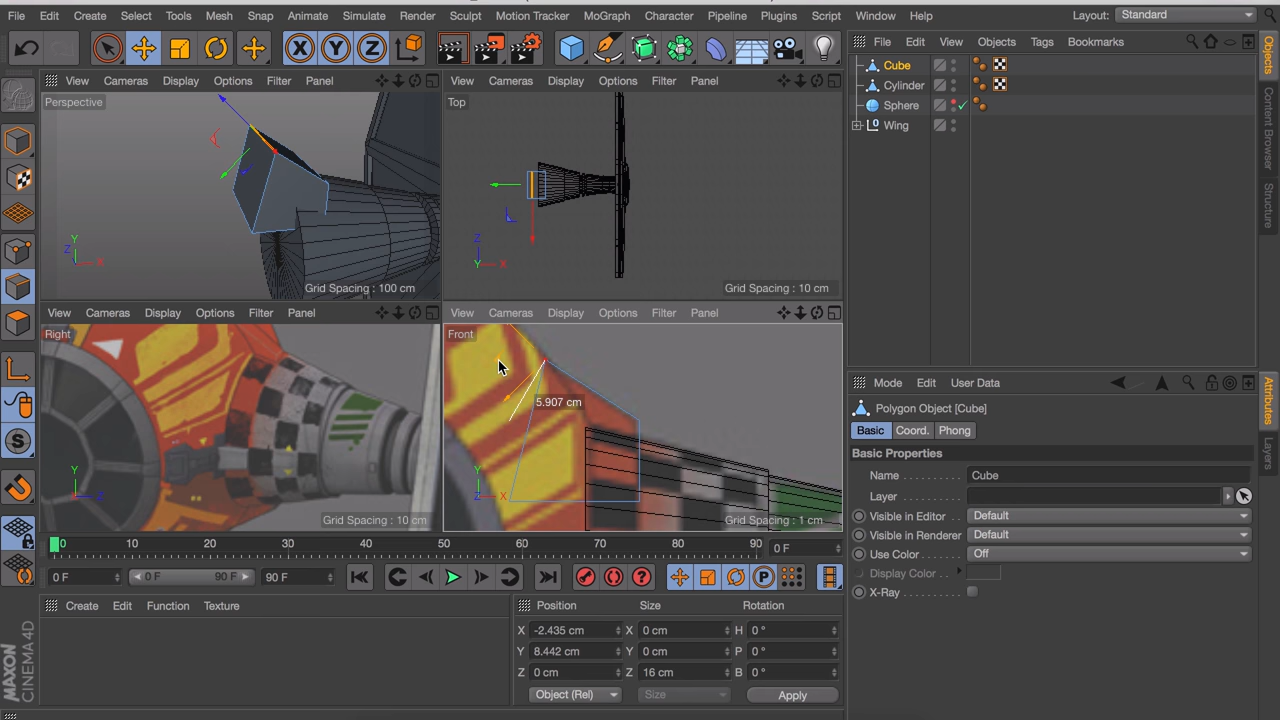 File Edit Create Select Tools Mesh Snap Animate Simulate Render Sculpt Motion Tracker MoGraph Character Pipeline Plugins Script Window Help Layout: Standard
File Edit View Objects Tags Bookmarks
View Cameras Display Options Filter Panel
View Cameras Display Options Filter Panel
Perspective
Top
Cube
Cylinder
Sphere
Wing
Objects
Content Browser
Structure
Y
Z X
Grid Spacing : 100 cm
Z
Y X
Grid Spacing : 10 cm
View Cameras Display Options Filter Panel
View Cameras Display Options Filter Panel
Right
Front
5.907 cm
Y
Z
Grid Spacing : 10 cm
Y
Z X
Grid Spacing : 1 cm
Mode Edit User Data
Polygon Object [Cube]
Basic Coord. Phong
Basic Properties
Name Cube
Layer
Visible in Editor Default
Visible in Renderer Default
Use Color Off
Display Color
X-Ray
Attributes
Layers
0 10 20 30 40 50 60 70 80 90 0 F
0 F 0 F 90 F 90 F
Create Edit Function Texture
Position Size Rotation
X -2.435 cm X 0 cm H 0 °
Y 8.442 cm Y 0 cm P 0 °
Z 0 cm Z 16 cm B 0 °
Object (Rel) Size Apply
MAXON
CINEMA 4D